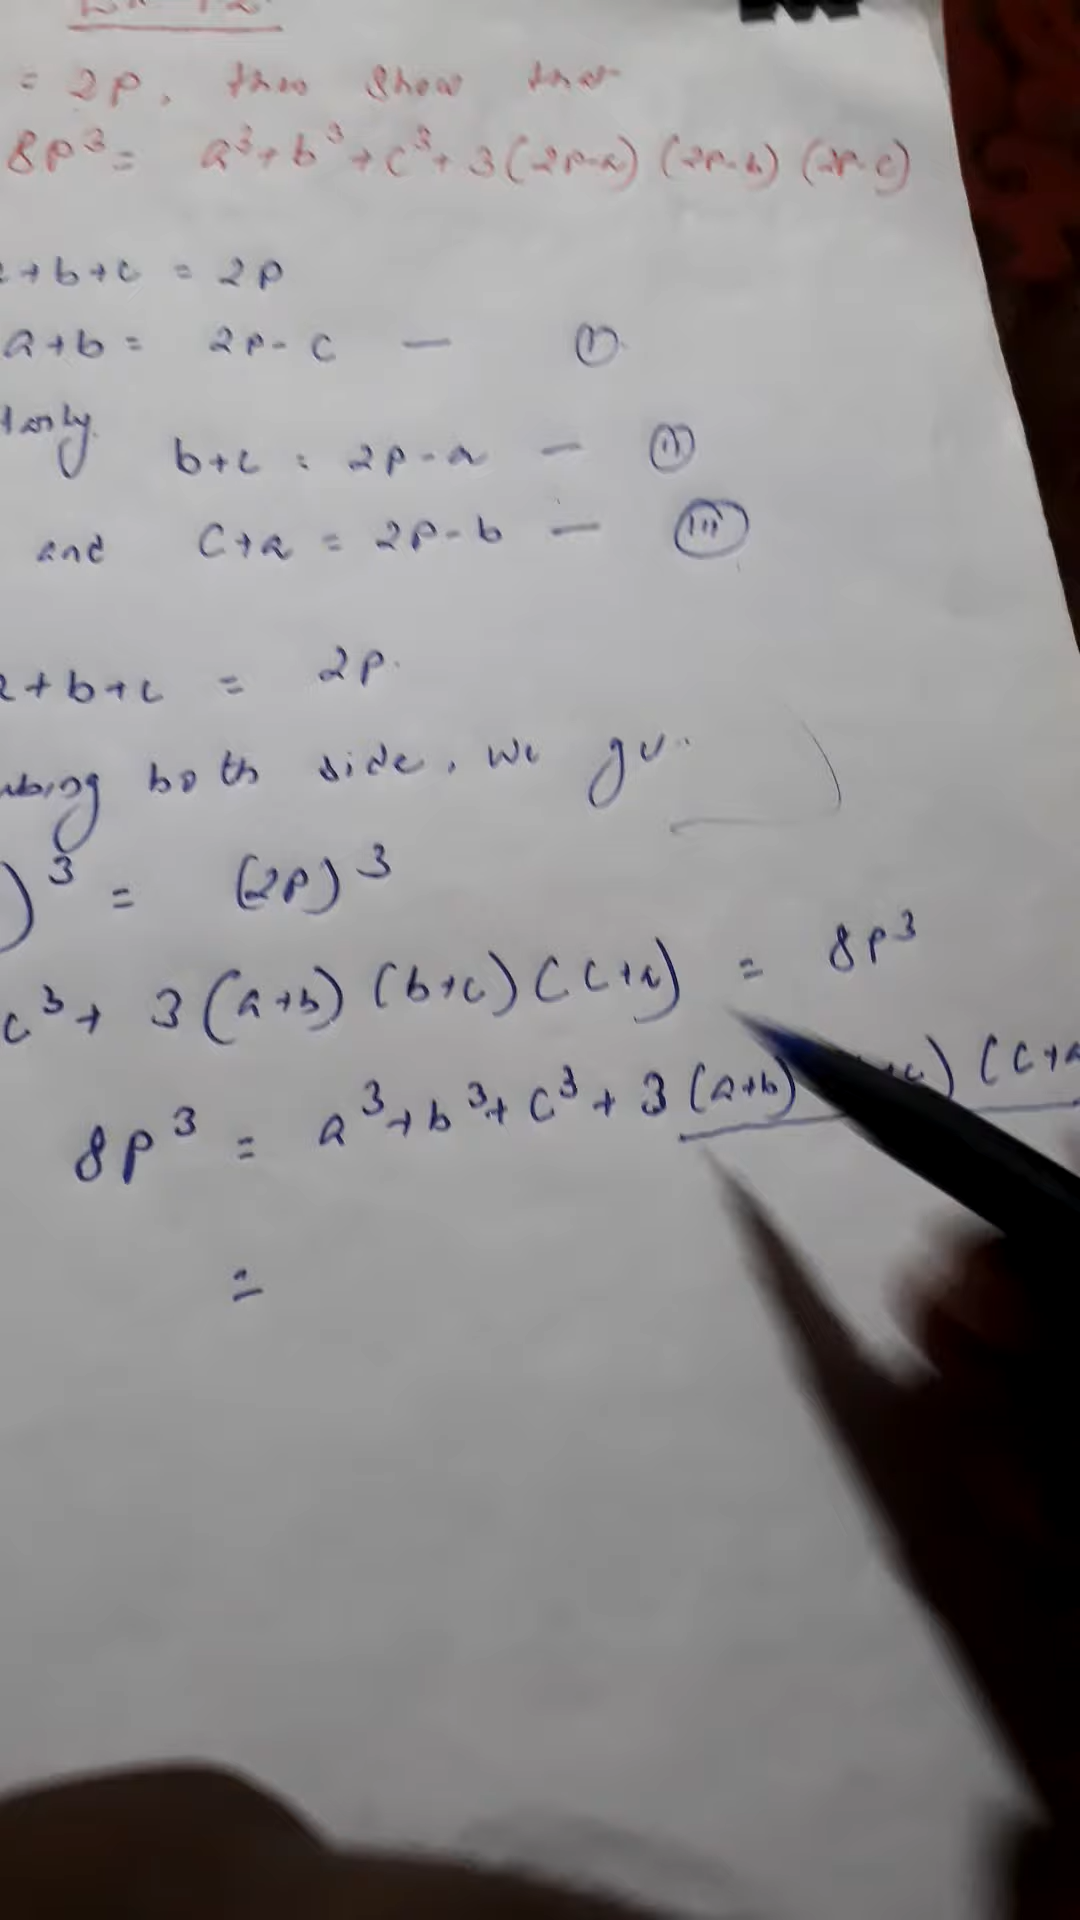 = 2p, then show that
8p³ = a³+b³+c³+3(2p-a) (2p-b) (2p-c)
+b+c = 2p
a+b = 2p-c — (i)
b+c = 2p-a — (ii)
and c+a = 2p-b — (iii)
a+b+c = 2p.
both side, we
)³ = (2p)³
c³+ 3(a+b) (b+c) (c+a) = 8p³
8p³ = a³+b³+c³+3(a+b) +c) (c+a
=